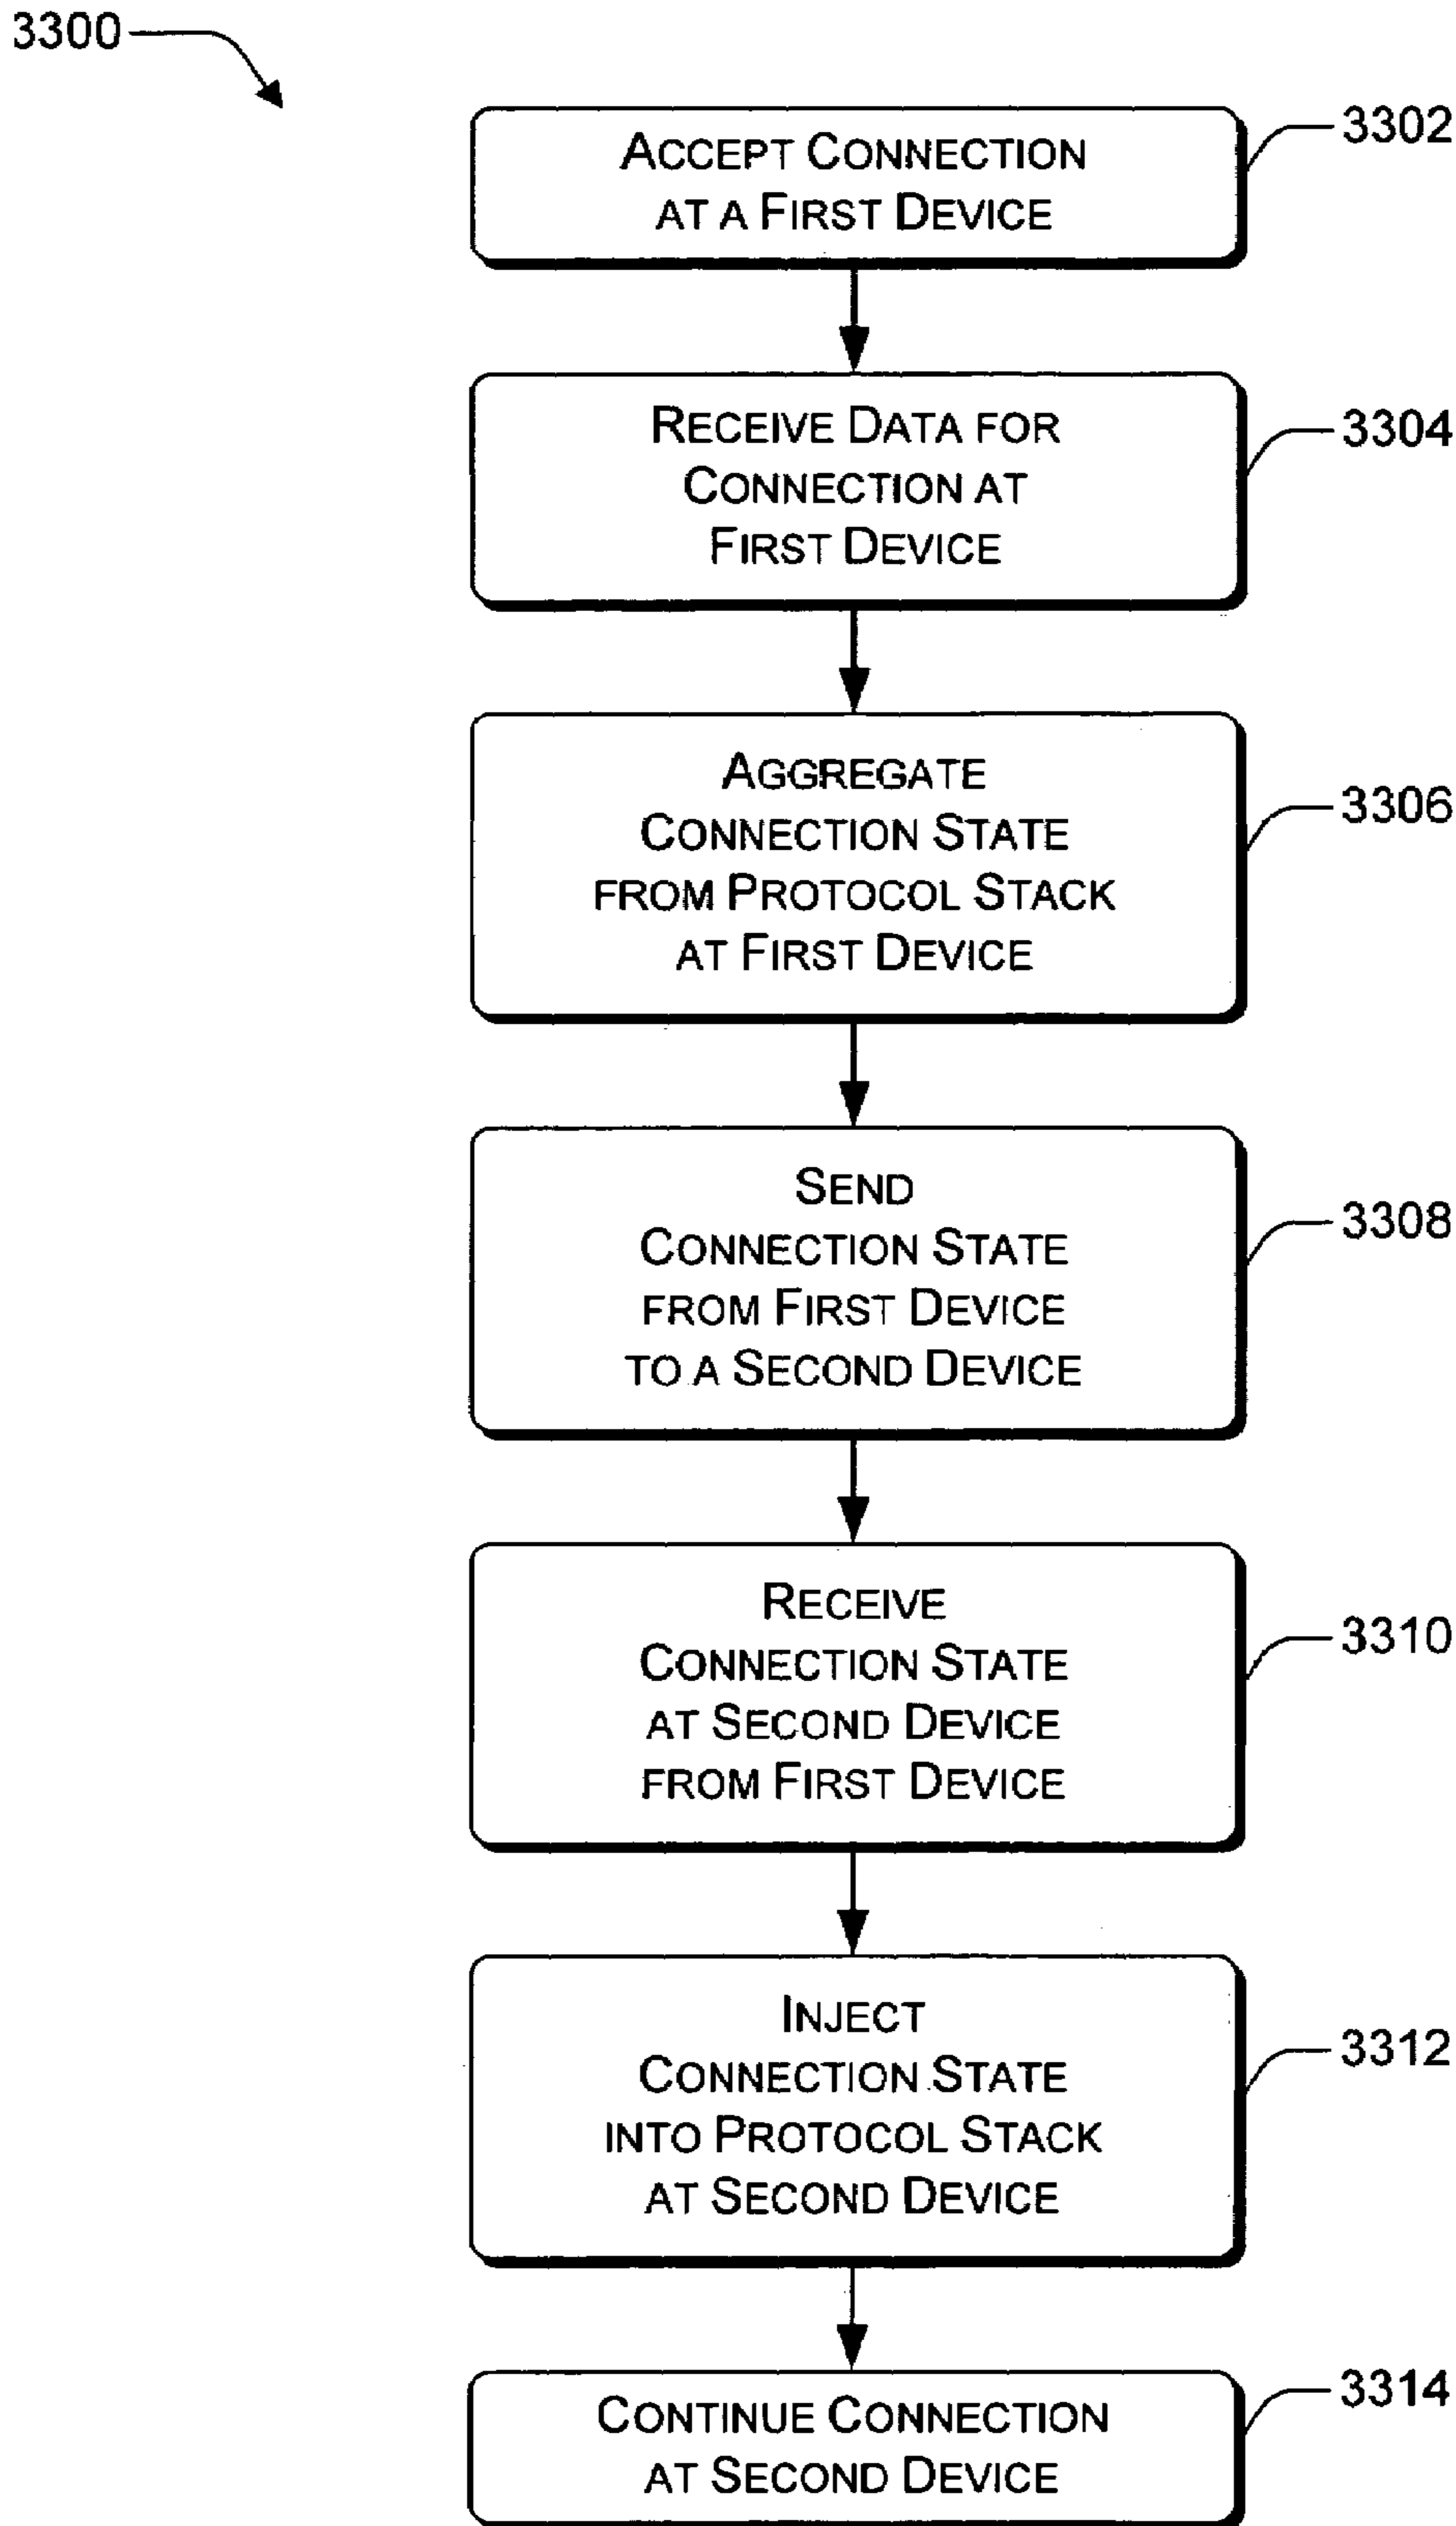 3300
ACCEPT CONNECTION
AT A FIRST DEVICE
3302
RECEIVE DATA FOR
CONNECTION AT
FIRST DEVICE
3304
AGGREGATE
CONNECTION STATE
FROM PROTOCOL STACK
AT FIRST DEVICE
3306
SEND
CONNECTION STATE
FROM FIRST DEVICE
TO A SECOND DEVICE
3308
RECEIVE
CONNECTION STATE
AT SECOND DEVICE
FROM FIRST DEVICE
3310
INJECT
CONNECTION STATE
INTO PROTOCOL STACK
AT SECOND DEVICE
3312
CONTINUE CONNECTION
AT SECOND DEVICE
3314